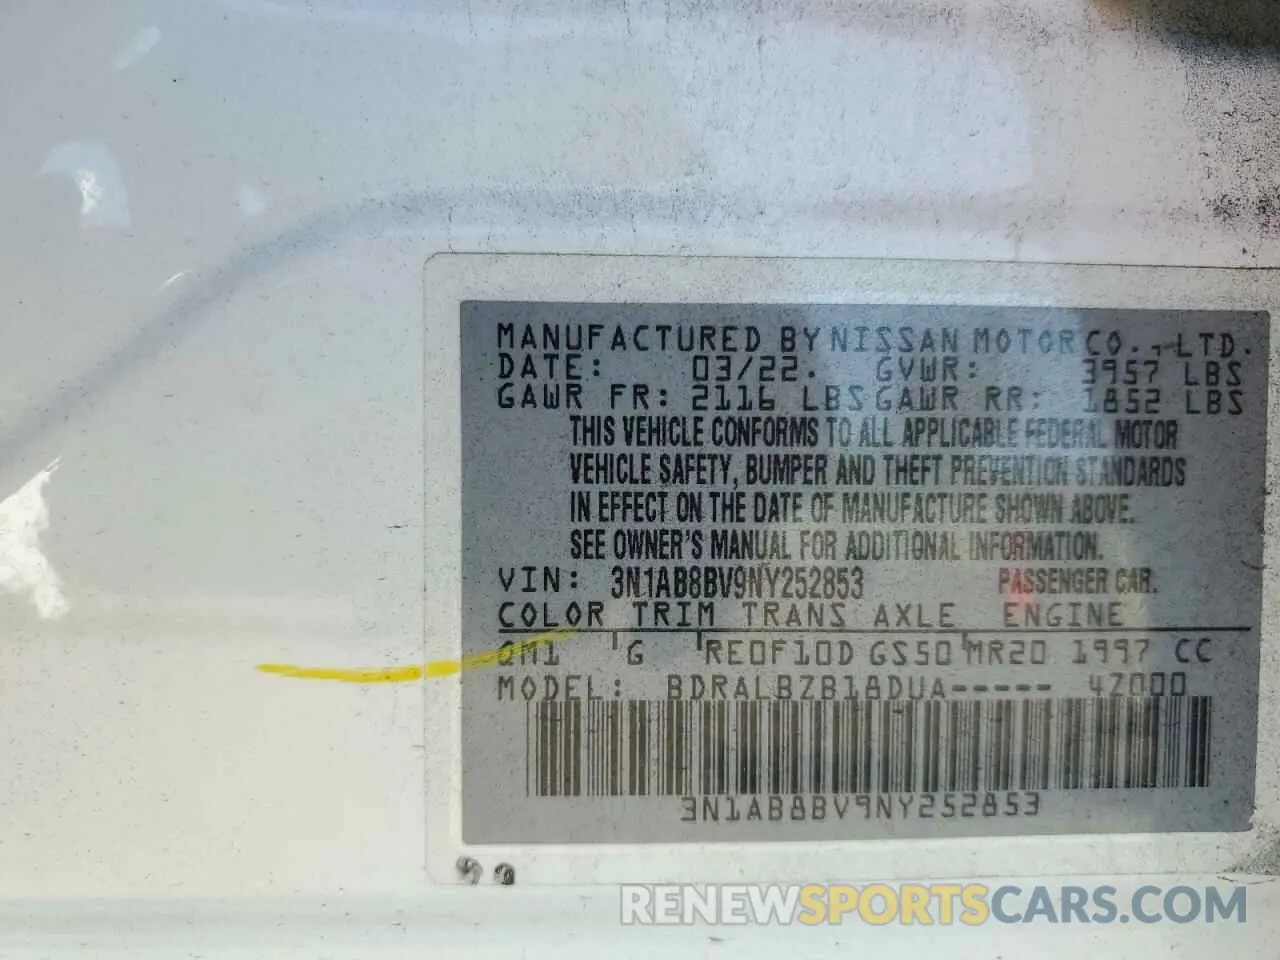 MANUFACTURED BY NISSAN MOTOR CO., LTD.
DATE: 03/22. GVWR: 3957 LBS
GAWR FR: 2116 LBS GAWR RR: 1852 LBS
THIS VEHICLE CONFORMS TO ALL APPLICABLE FEDERAL MOTOR
VEHICLE SAFETY, BUMPER AND THEFT PREVENTION STANDARDS
IN EFFECT ON THE DATE OF MANUFACTURE SHOWN ABOVE.
SEE OWNER'S MANUAL FOR ADDITIONAL INFORMATION.
VIN: 3N1AB8BV9NY252853 PASSENGER CAR.
COLOR TRIM TRANS AXLE ENGINE
QM1 G RE0F10D GS50 MR20 1997 CC
MODEL: BDRALBZB18DUA----- 4Z000
3N1AB8BV9NY252853
99
RENEWSPORTSCARS.COM